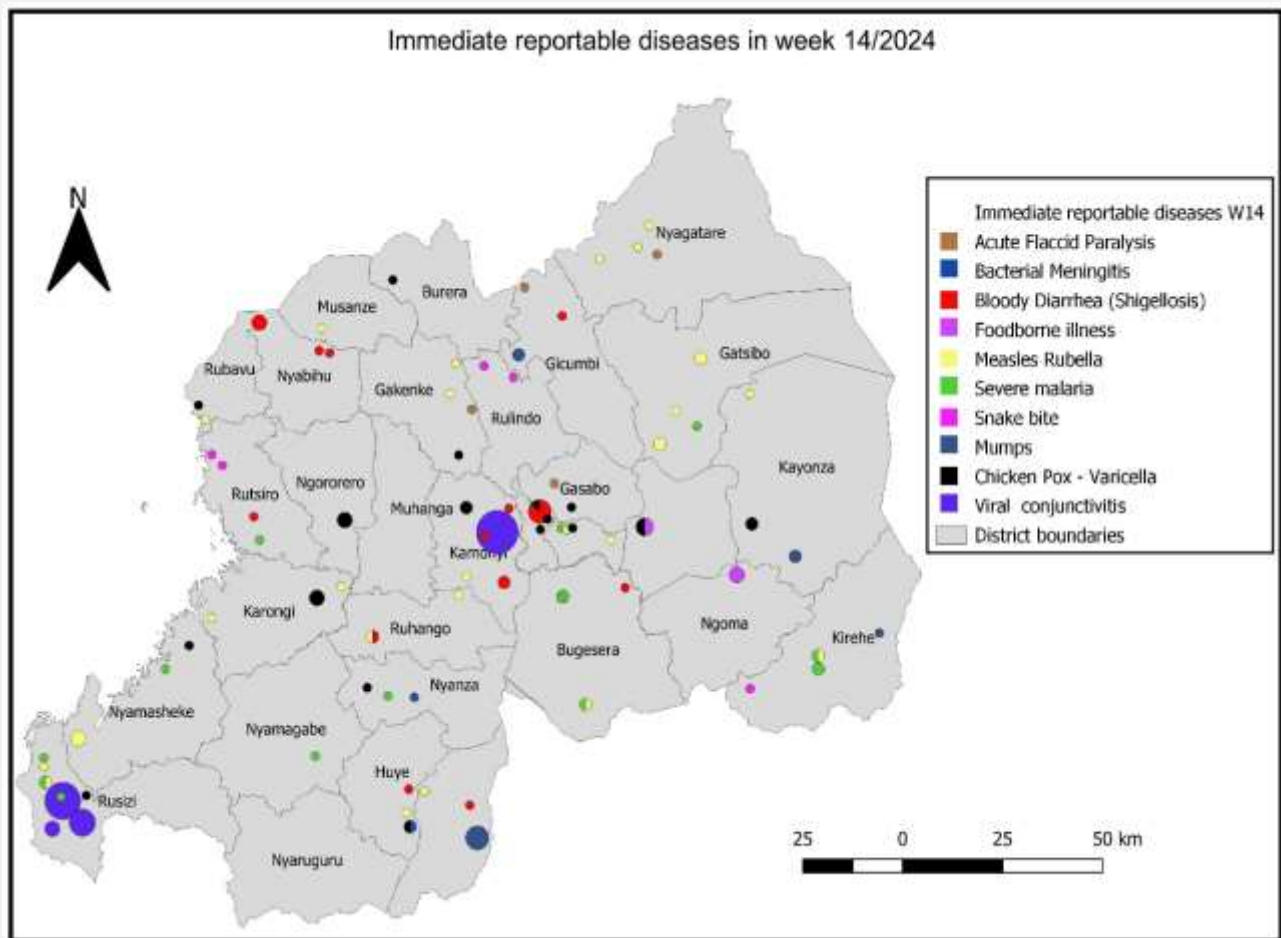 Immediate reportable diseases in week 14/2024
N
Immediate reportable diseases W14
Acute Flaccid Paralysis
Bacterial Meningitis
Bloody Diarrhea (Shigellosis)
Foodborne illness
Measles Rubella
Severe malaria
Snake bite
Mumps
Chicken Pox - Varicella
Viral conjunctivitis
District boundaries
Nyagatare
Burera
Musanze
Gatsibo
Gicumbi
Rubavu
Nyabihu
Gakenke
Rulindo
Kayonza
Ngororero
Gasabo
Rutsiro
Muhanga
Kamonyi
Karongi
Ngoma
Ruhango
Kirehe
Bugesera
Nyanza
Nyamasheke
Nyamagabe
Huye
Rusizi
Nyaruguru
25 0 25 50 km